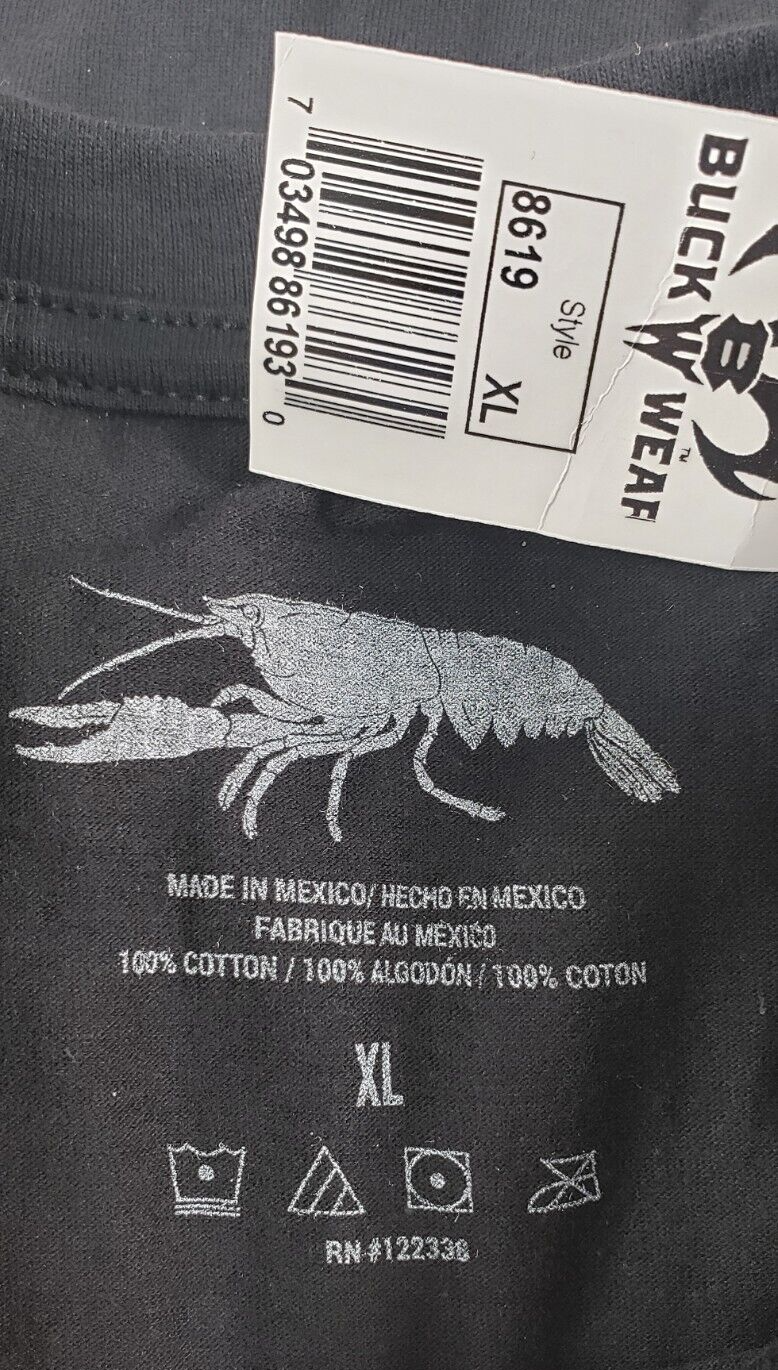 BUCK WEAR
TM
Style
8619 XL
7 03498 86193 0
MADE IN MEXICO/ HECHO EN MEXICO
FABRIQUE AU MEXICO
100% COTTON / 100% ALGODÓN / 100% COTON
XL
RN #122338